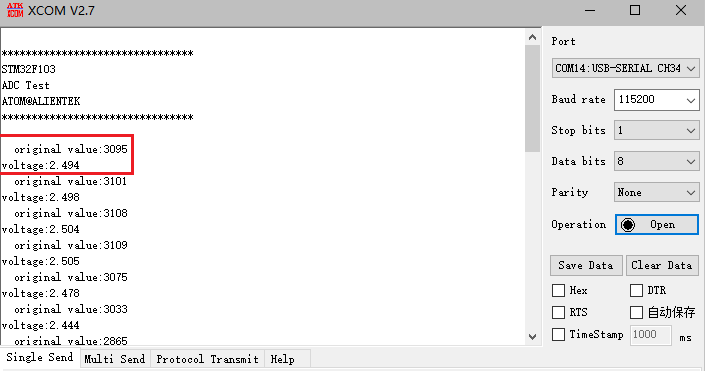 ATK
XCOM
XCOM V2.7
*********************************
STM32F103
ADC Test
ATOM@ALIENTEK
*********************************
original value:3095
voltage:2.494
original value:3101
voltage:2.498
original value:3108
voltage:2.504
original value:3109
voltage:2.505
original value:3075
voltage:2.478
original value:3033
voltage:2.444
original value:2865
Port
COM14:USB-SERIAL CH34
Baud rate 115200
Stop bits 1
Data bits 8
Parity None
Operation Open
Save Data Clear Data
Hex DTR
RTS 自动保存
TimeStamp 1000 ms
Single Send Multi Send Protocol Transmit Help